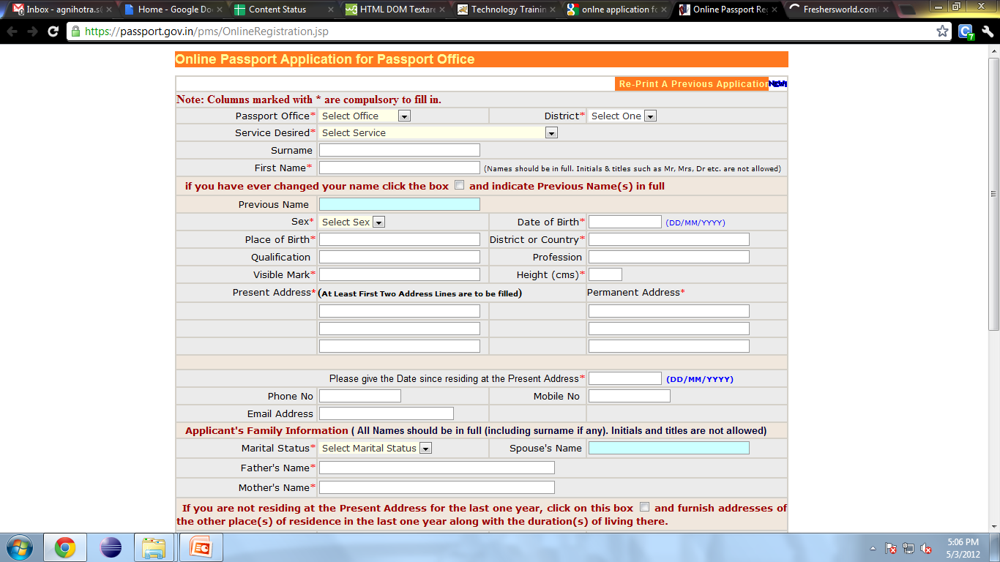 Inbox - agnihotra.s
Home - Google Do
Content Status
HTML DOM Textare
Technology Trainin
onlne application fo
Online Passport Re
Freshersworld.com
https://passport.gov.in/pms/OnlineRegistration.jsp
Online Passport Application for Passport Office
Re-Print A Previous Application
Note: Columns marked with * are compulsory to fill in.
Passport Office* Select Office District* Select One
Service Desired* Select Service
Surname
First Name* (Names should be in full. Initials & titles such as Mr, Mrs, Dr etc. are not allowed)
if you have ever changed your name click the box and indicate Previous Name(s) in full
Previous Name
Sex* Select Sex Date of Birth* (DD/MM/YYYY)
Place of Birth* District or Country*
Qualification Profession
Visible Mark* Height (cms)*
Present Address* (At Least First Two Address Lines are to be filled) Permanent Address*
Please give the Date since residing at the Present Address* (DD/MM/YYYY)
Phone No Mobile No
Email Address
Applicant's Family Information ( All Names should be in full (including surname if any). Initials and titles are not allowed)
Marital Status* Select Marital Status Spouse's Name
Father's Name*
Mother's Name*
If you are not residing at the Present Address for the last one year, click on this box and furnish addresses of
the other place(s) of residence in the last one year along with the duration(s) of living there.
5:06 PM
5/3/2012